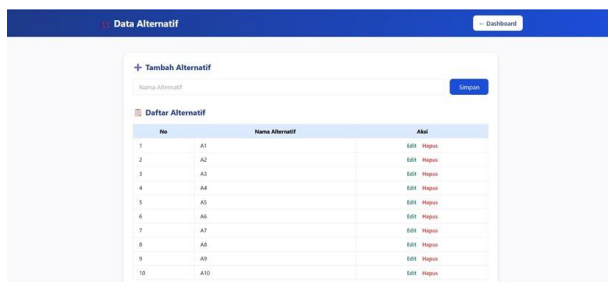 Data Alternatif
← Dashboard
Tambah Alternatif
Nama Alternatif
Simpan
Daftar Alternatif
No Nama Alternatif Aksi
1 A1 Edit Hapus
2 A2 Edit Hapus
3 A3 Edit Hapus
4 A4 Edit Hapus
5 A5 Edit Hapus
6 A6 Edit Hapus
7 A7 Edit Hapus
8 A8 Edit Hapus
9 A9 Edit Hapus
10 A10 Edit Hapus